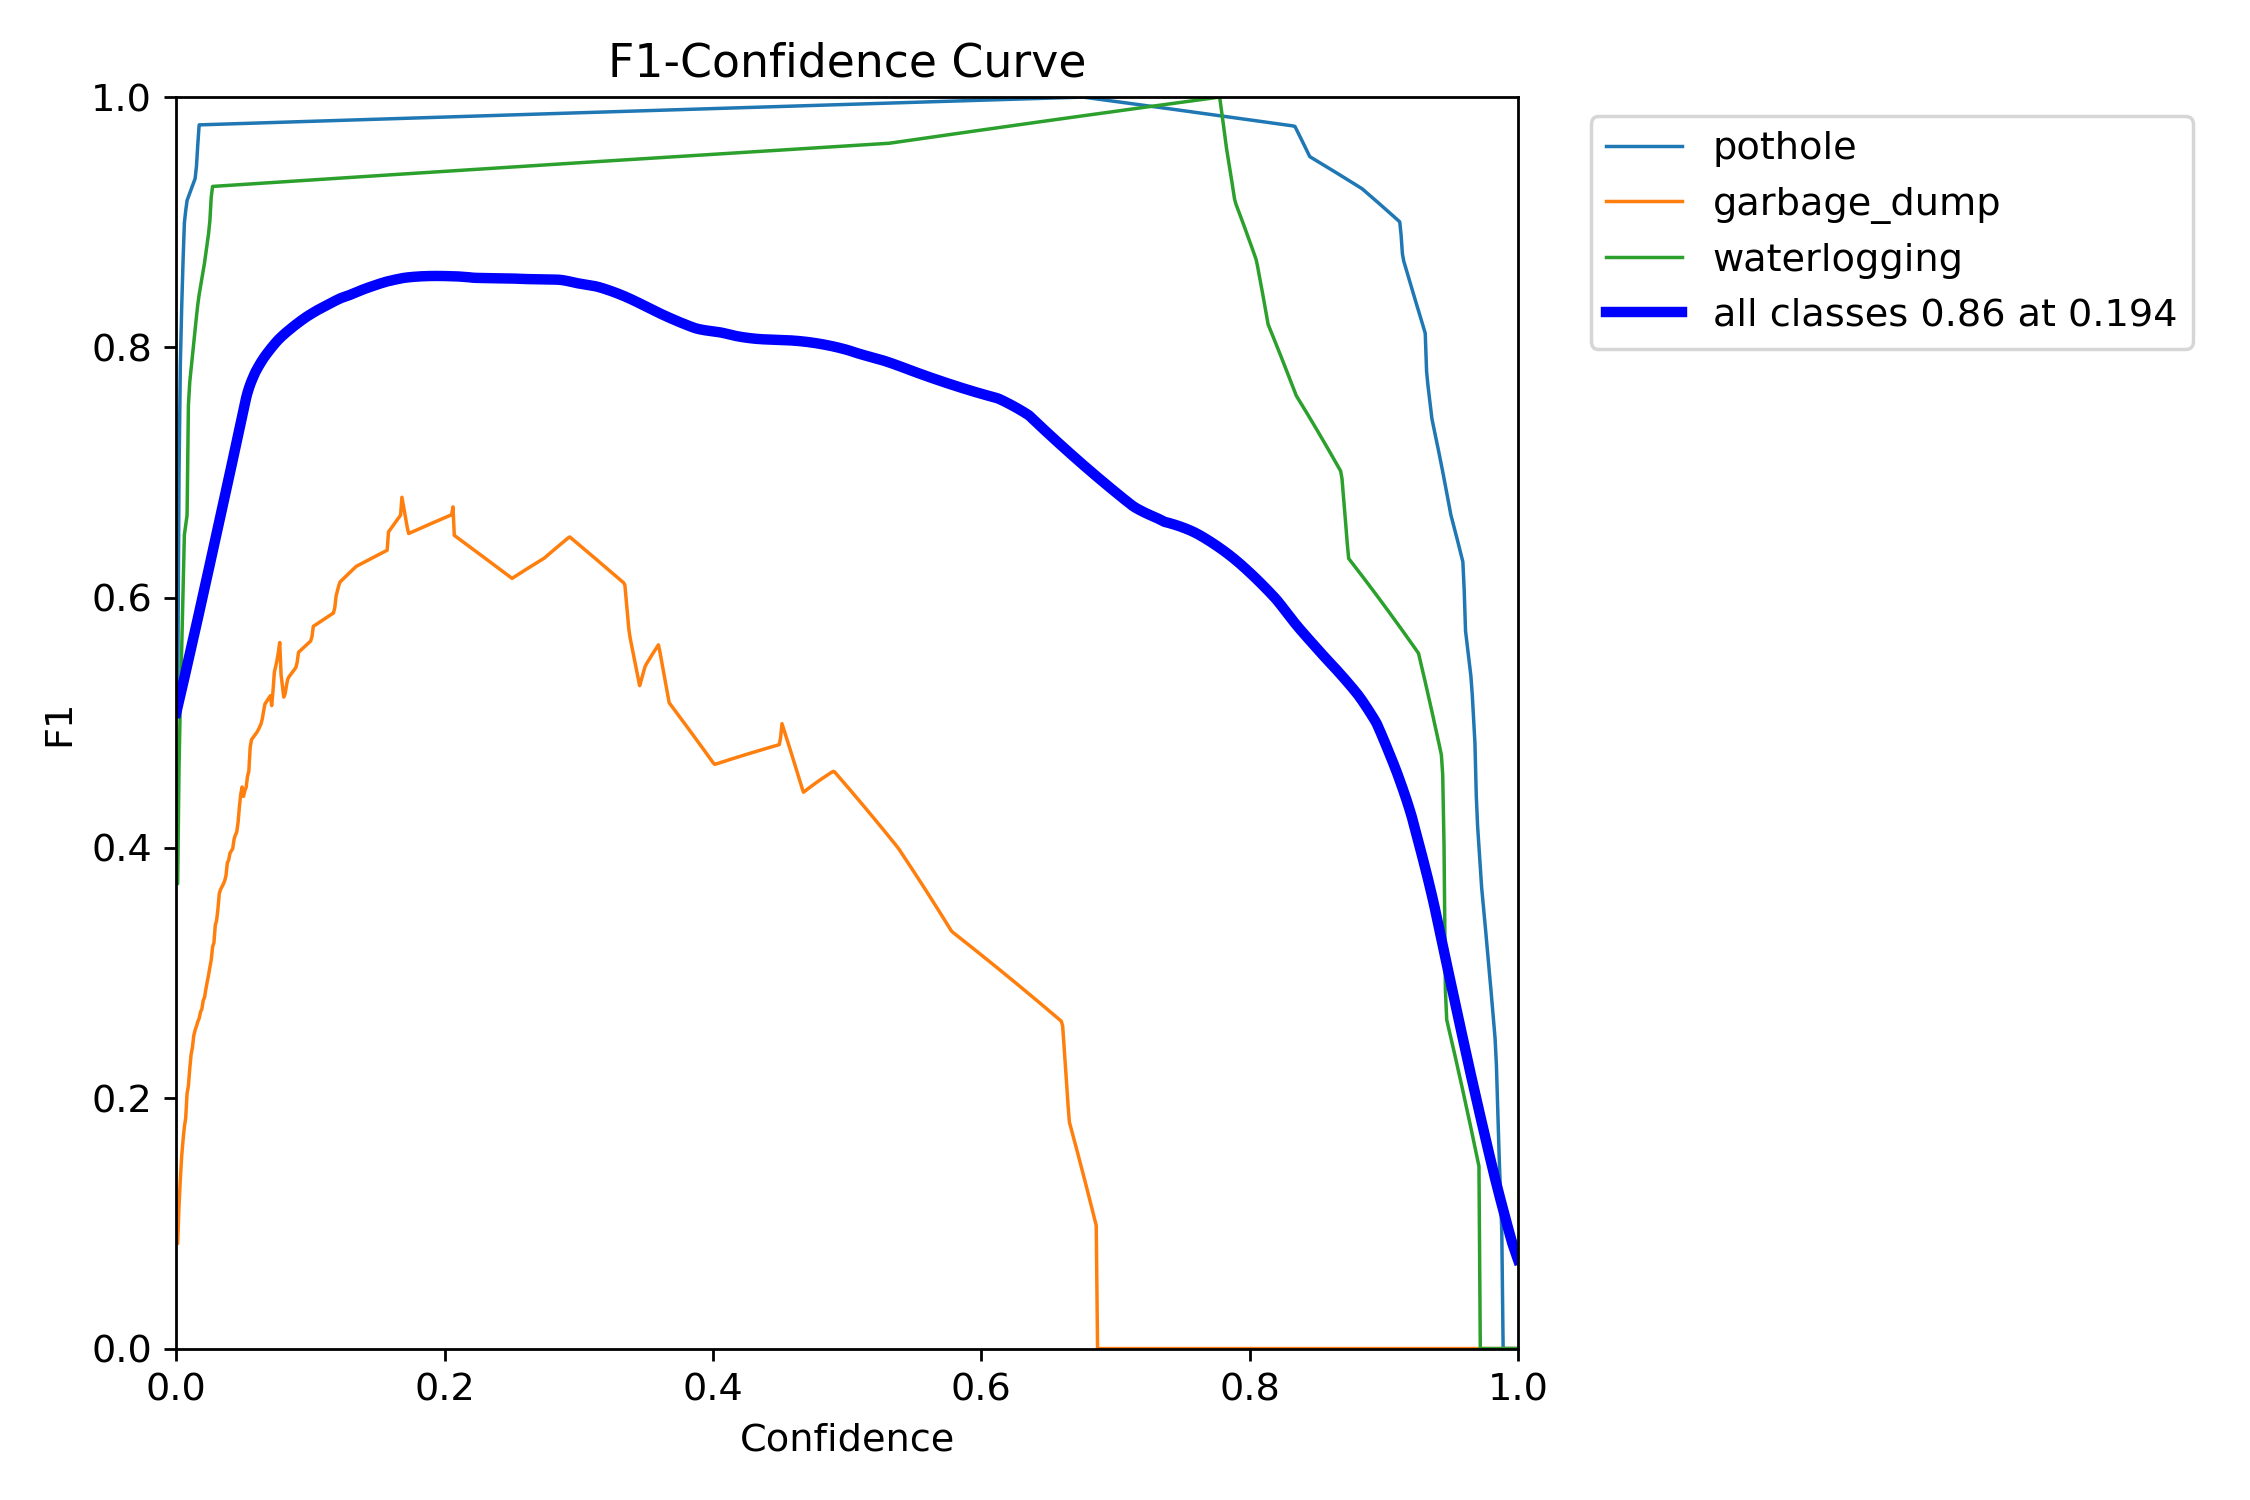 F1-Confidence Curve
1.0
0.8
0.6
0.4
0.2
0.0
F1
0.0 0.2 0.4 0.6 0.8 1.0
Confidence
pothole
garbage_dump
waterlogging
all classes 0.86 at 0.194